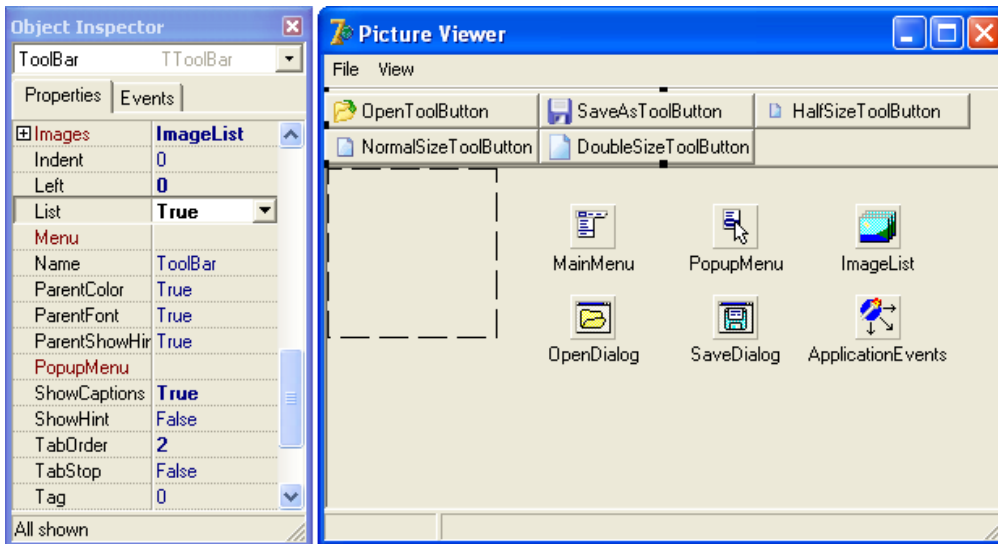 Object Inspector
ToolBar TToolBar
Properties Events
Images ImageList
Indent 0
Left 0
List True
Menu
Name ToolBar
ParentColor True
ParentFont True
ParentShowHir True
PopupMenu
ShowCaptions True
ShowHint False
TabOrder 2
TabStop False
Tag 0
All shown
Picture Viewer
File View
OpenToolButton SaveAsToolButton HalfSizeToolButton
NormalSizeToolButton DoubleSizeToolButton
MainMenu PopupMenu ImageList
OpenDialog SaveDialog ApplicationEvents